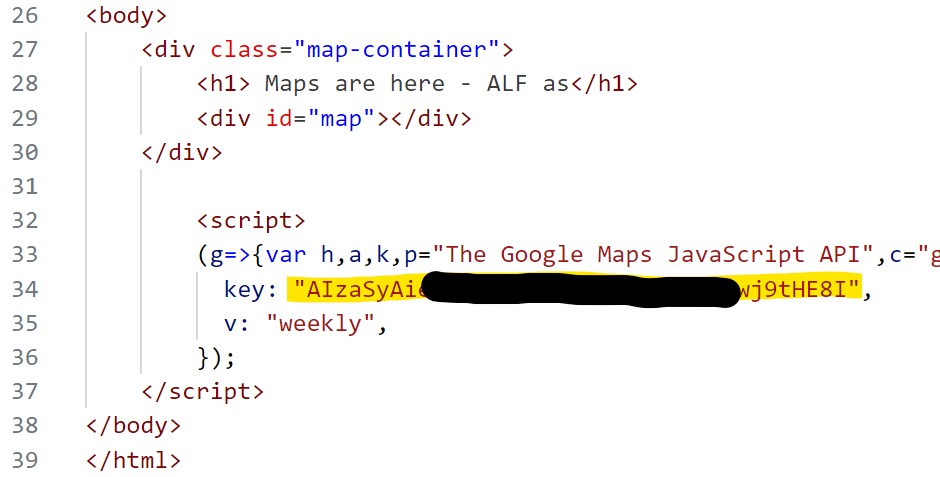 26 <body>
27 <div class="map-container">
28 <h1> Maps are here - ALF as</h1>
29 <div id="map"></div>
30 </div>
31
32 <script>
33 (g=>{var h,a,k,p="The Google Maps JavaScript API",c="g
34 key: "AIzaSyAi wj9tHE8I",
35 v: "weekly",
36 });
37 </script>
38 </body>
39 </html>